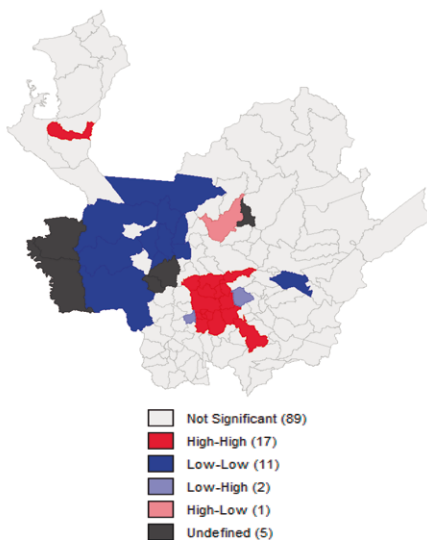 Not Significant (89)
High-High (17)
Low-Low (11)
Low-High (2)
High-Low (1)
Undefined (5)